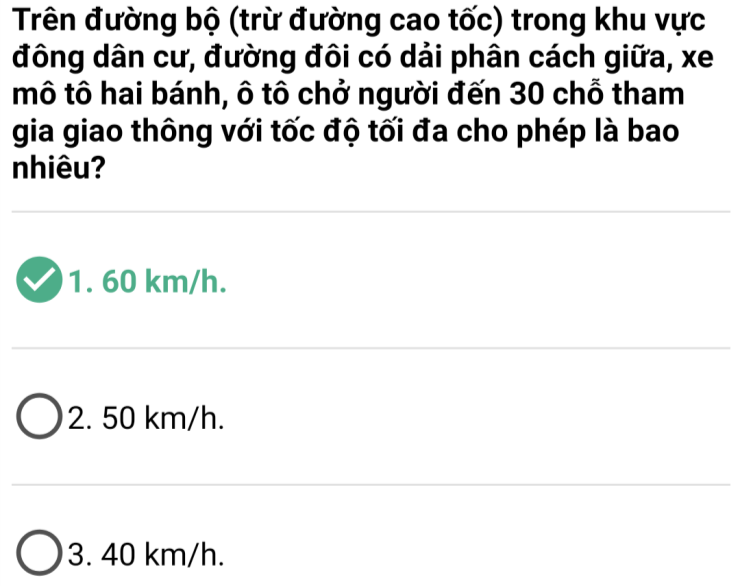 Trên đường bộ (trừ đường cao tốc) trong khu vực
đông dân cư, đường đôi có dải phân cách giữa, xe
mô tô hai bánh, ô tô chở người đến 30 chỗ tham
gia giao thông với tốc độ tối đa cho phép là bao
nhiêu?
1. 60 km/h.
2. 50 km/h.
3. 40 km/h.